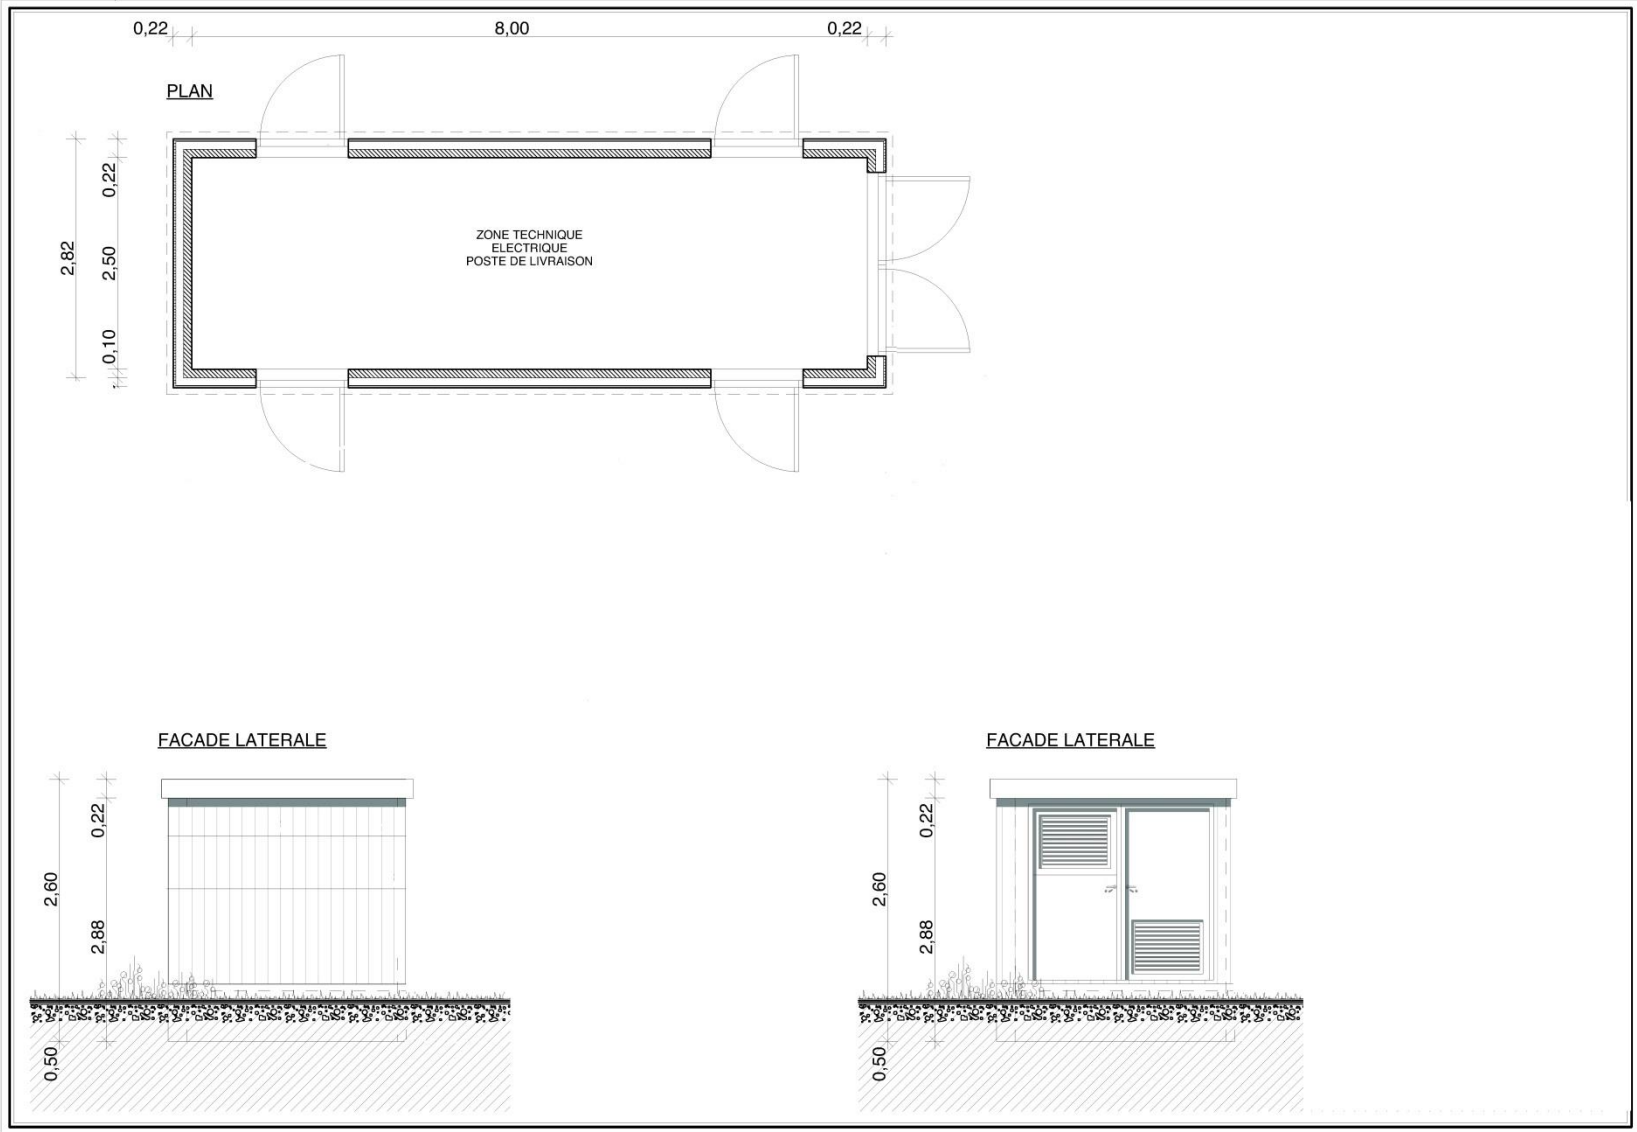 0,22
8,00
0,22
PLAN
0,22
2,82
2,50
0,10
ZONE TECHNIQUE
ELECTRIQUE
POSTE DE LIVRAISON
FACADE LATERALE
0,22
2,60
2,88
0,50
FACADE LATERALE
0,22
2,60
2,88
0,50